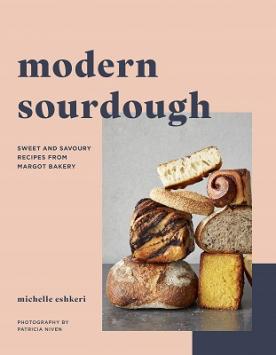 modern
sourdough
SWEET AND SAVOURY
RECIPES FROM
MARGOT BAKERY
michelle eshkeri
PHOTOGRAPHY BY
PATRICIA NIVEN